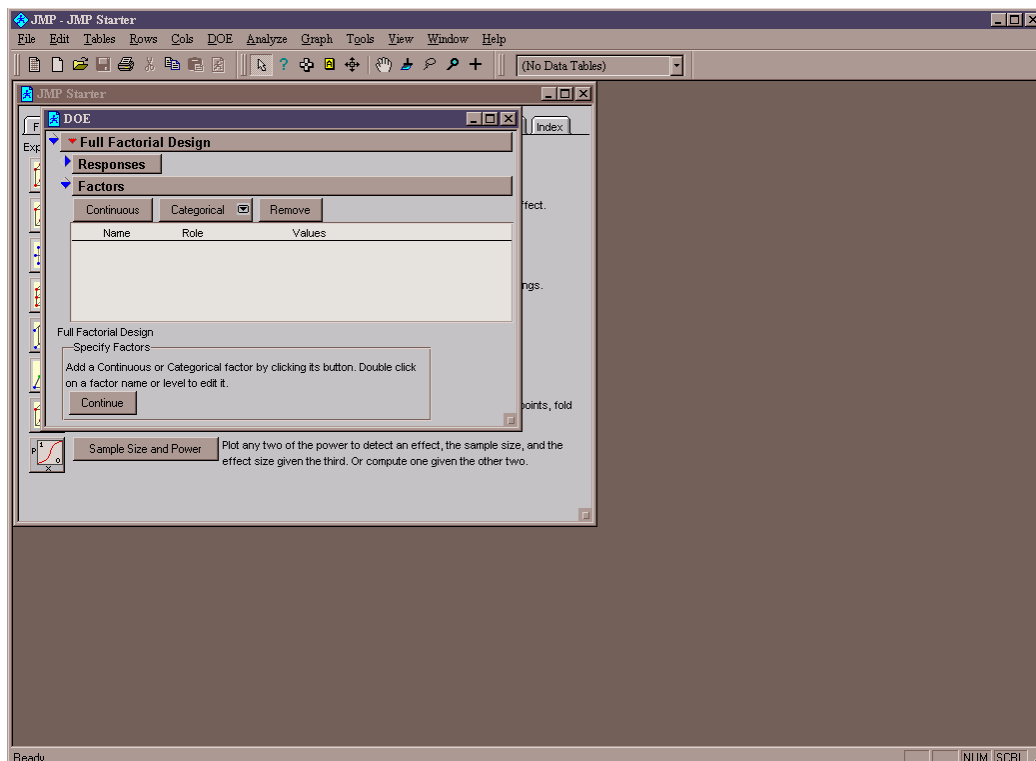 JMP - JMP Starter
File Edit Tables Rows Cols DOE Analyze Graph Tools View Window Help
(No Data Tables)
JMP Starter
DOE
Index
Full Factorial Design
Responses
Factors
Continuous Categorical Remove
Name Role Values
Full Factorial Design
Specify Factors
Add a Continuous or Categorical factor by clicking its button. Double click
on a factor name or level to edit it.
Continue
points, fold
Sample Size and Power
Plot any two of the power to detect an effect, the sample size, and the
effect size given the third. Or compute one given the other two.
Ready
NUM SCRL